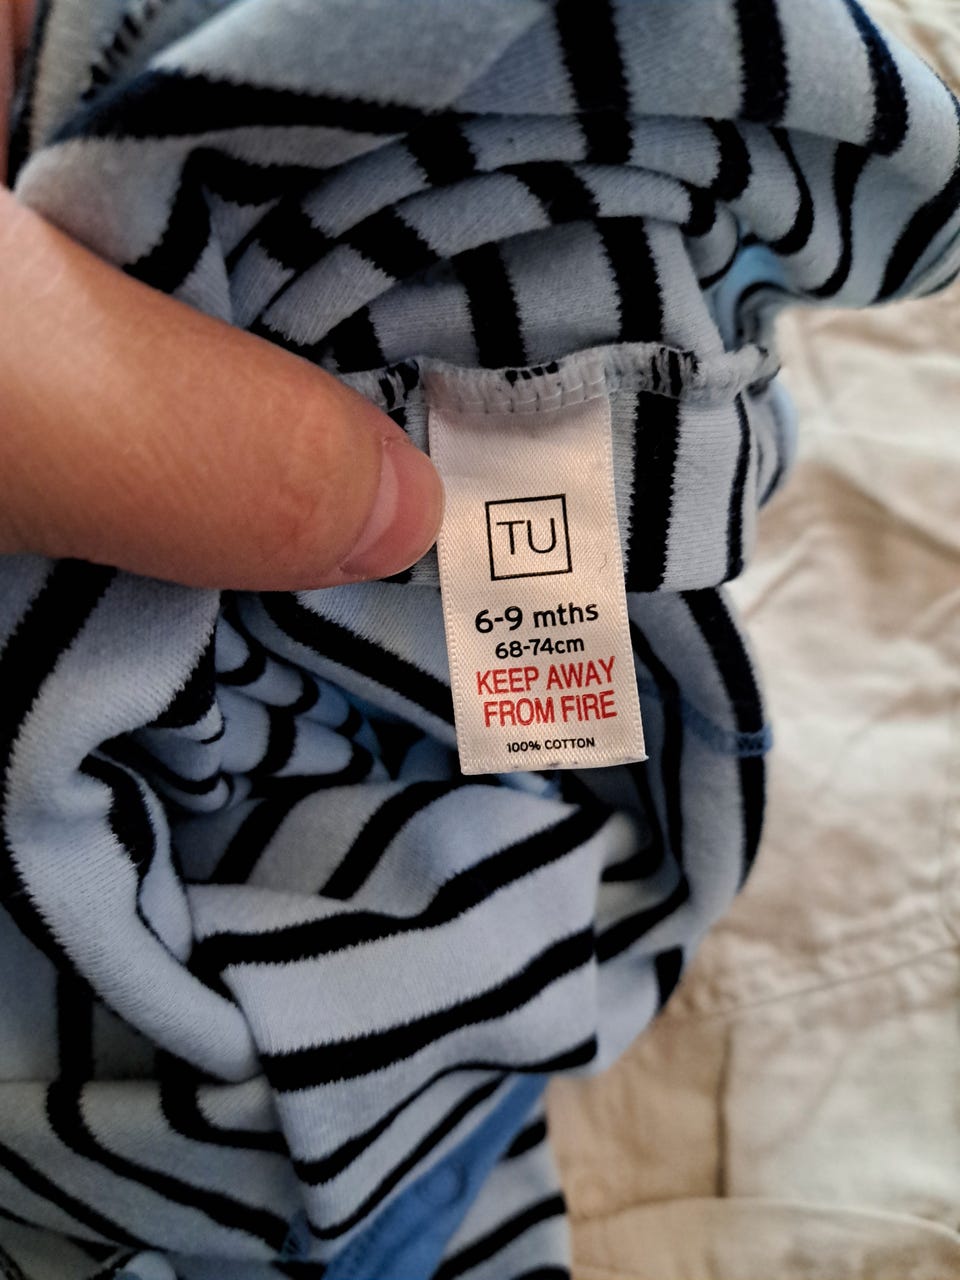 TU
6-9 mths
68-74cm
KEEP AWAY
FROM FIRE
100% COTTON